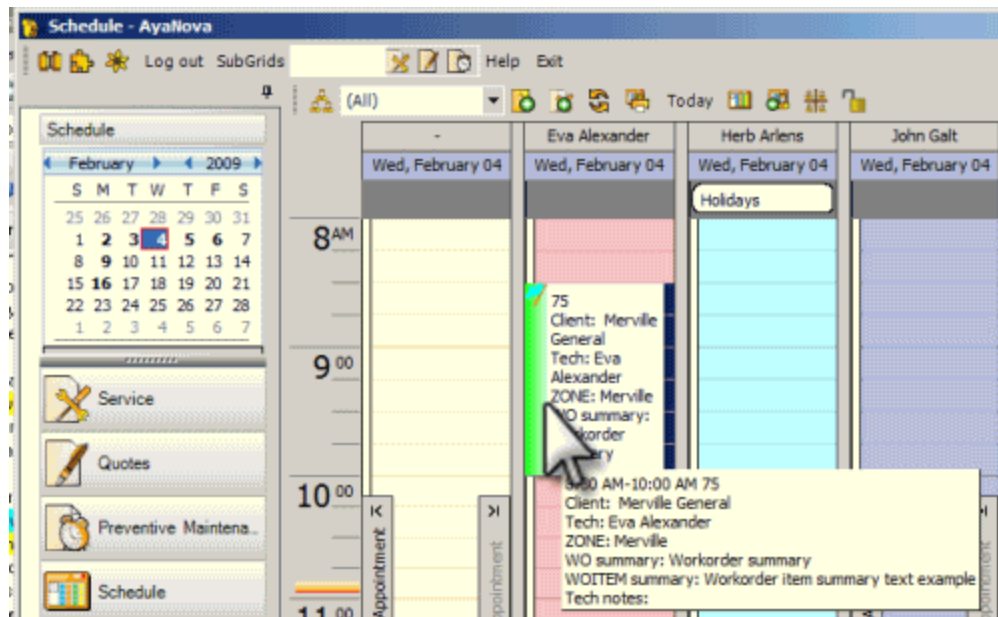 Schedule - AyaNova
Log out SubGrids Help Exit
(All) Today
Schedule
February 2009
S M T W T F S
25 26 27 28 29 30 31
1 2 3 4 5 6 7
8 9 10 11 12 13 14
15 16 17 18 19 20 21
22 23 24 25 26 27 28
1 2 3 4 5 6 7
Service
Quotes
Preventive Maintena..
Schedule
- Eva Alexander Herb Arlens John Galt
Wed, February 04 Wed, February 04 Wed, February 04 Wed, February 04
Holidays
8 AM
9 00
10 00
11 00
75
Client: Merville
General
Tech: Eva
Alexander
ZONE: Merville
summary:
AM-10:00 AM 75
Client: Merville General
Tech: Eva Alexander
ZONE: Merville
WO summary: Workorder summary
WOITEM summary: Workorder item summary text example
Tech notes:
Appointment